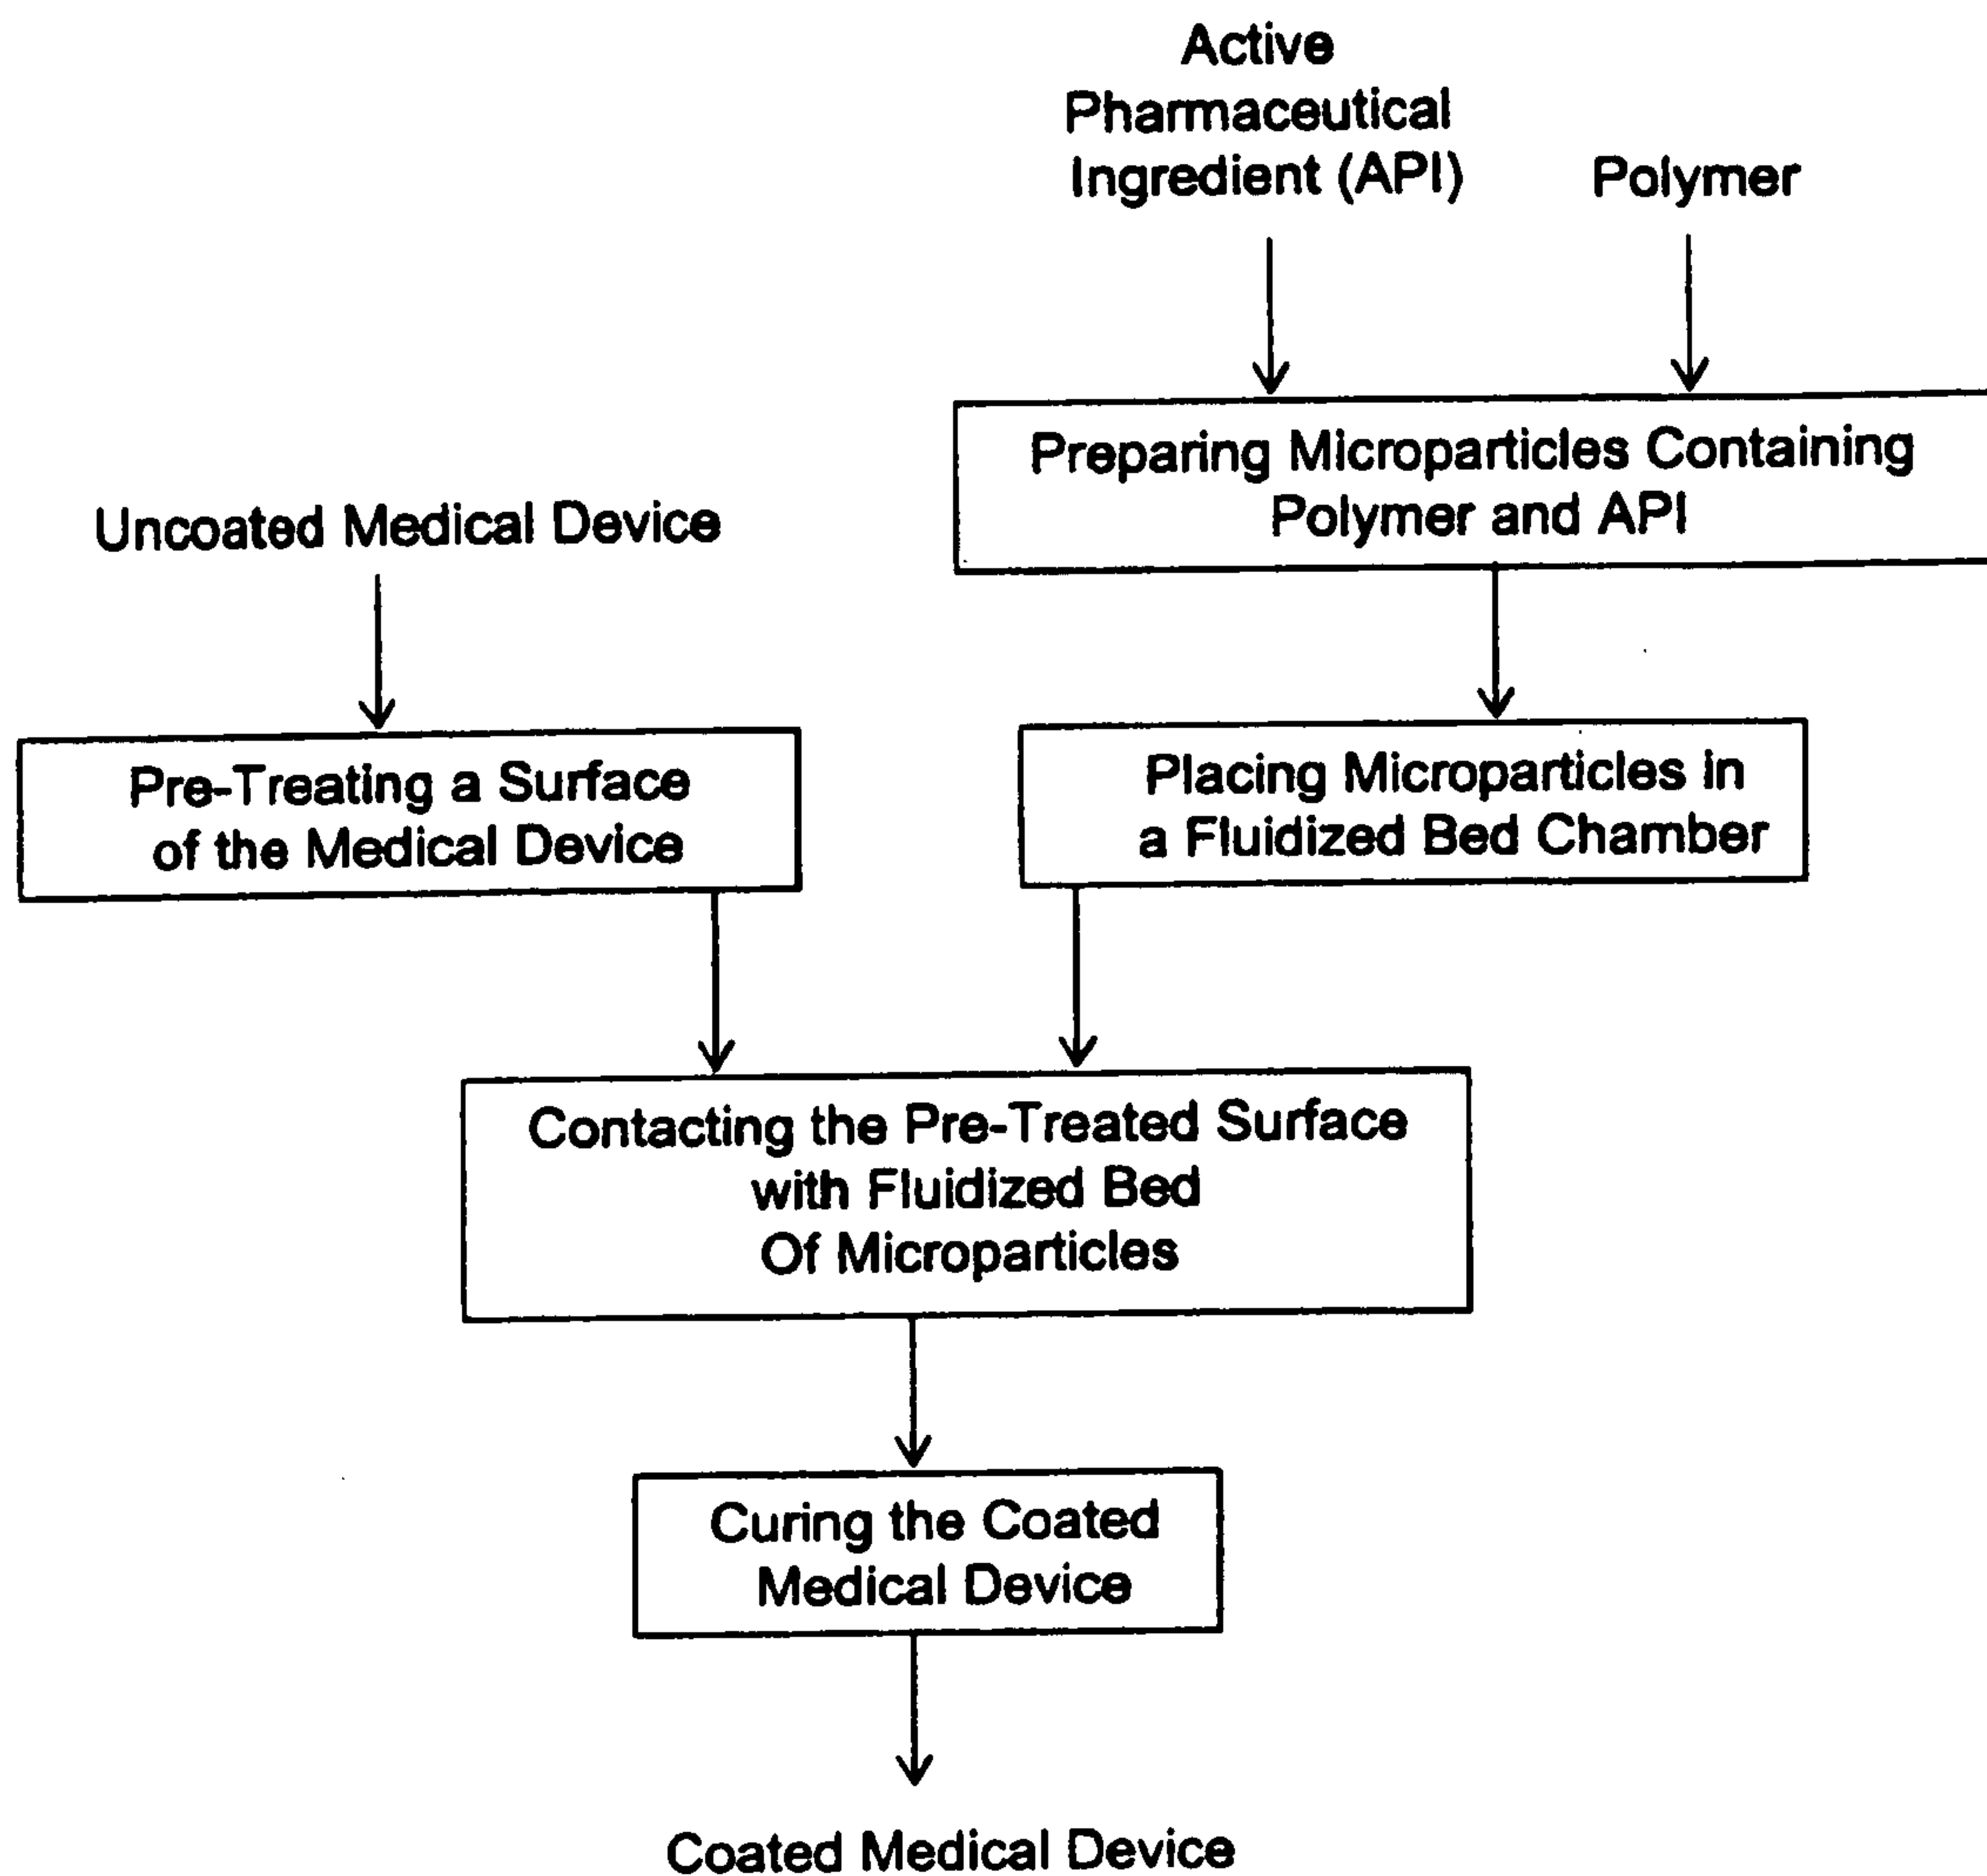 Active
Pharmaceutical
Ingredient (API)
Polymer
Preparing Microparticles Containing
Polymer and API
Uncoated Medical Device
Pre-Treating a Surface
of the Medical Device
Placing Microparticles in
a Fluidized Bed Chamber
Contacting the Pre-Treated Surface
with Fluidized Bed
Of Microparticles
Curing the Coated
Medical Device
Coated Medical Device